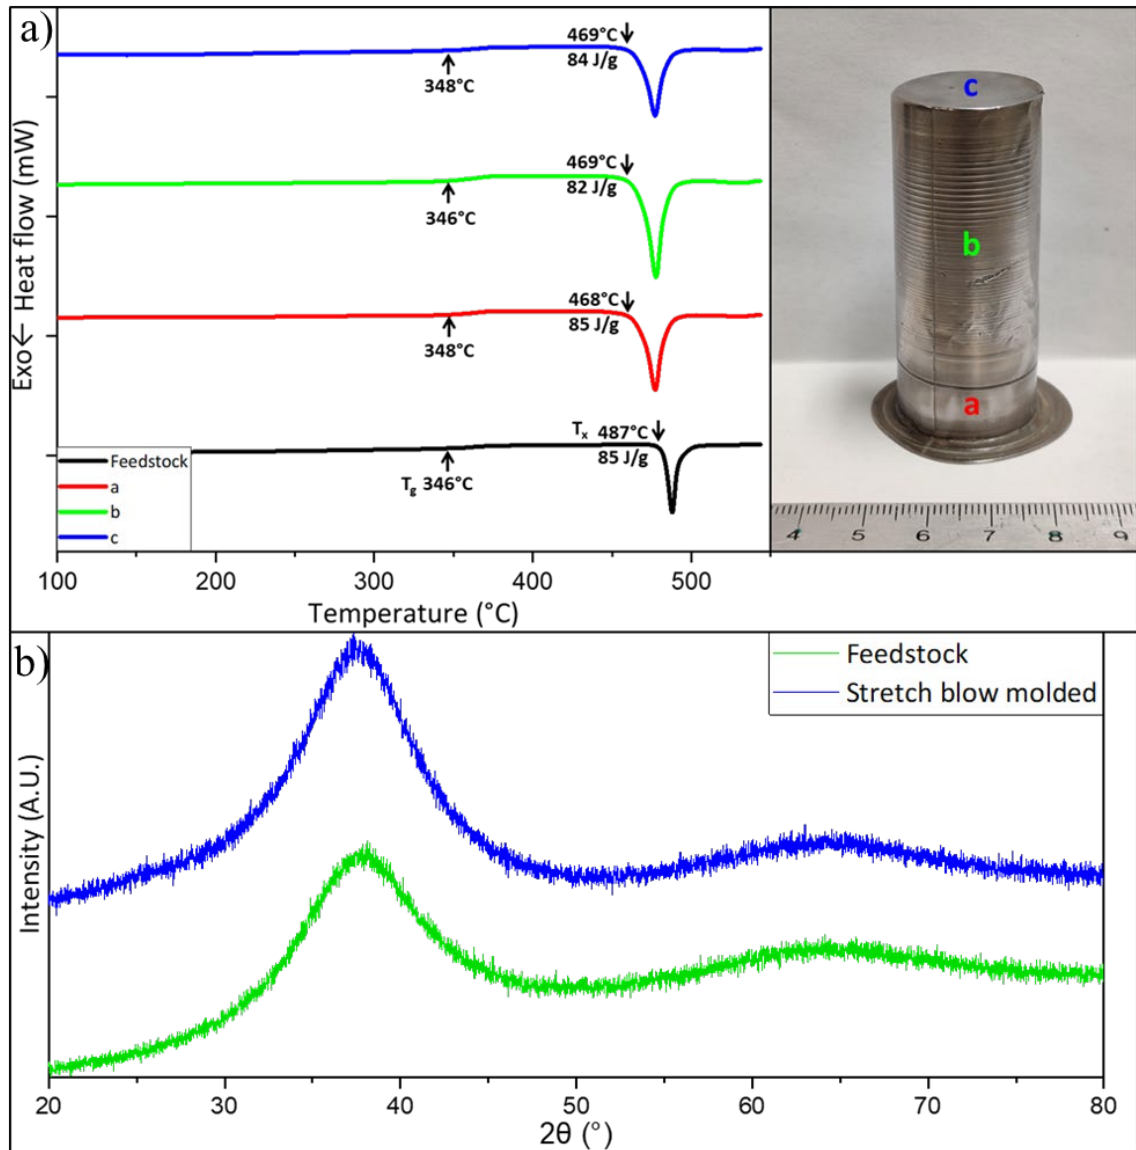 a)
Exo← Heat flow (mW)
469°C
84 J/g
348°C
469°C
82 J/g
346°C
468°C
85 J/g
348°C
Tₓ 487°C
85 J/g
T_g 346°C
Feedstock
a
b
c
100 200 300 400 500
Temperature (°C)
c
b
a
4 5 6 7 8 9
b)
Intensity (A.U.)
Feedstock
Stretch blow molded
20 30 40 50 60 70 80
2θ (°)